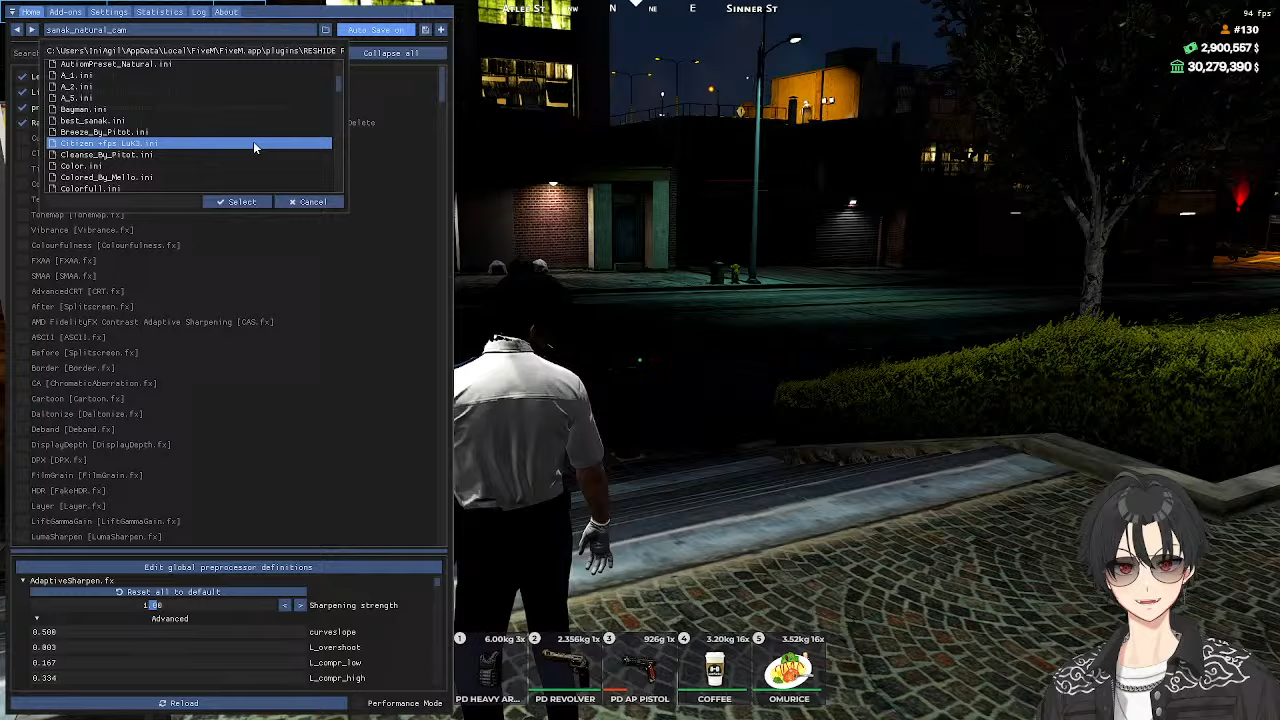 Home Add-ons Settings Statistics Log About
sanak_natural_cam
Auto Save on
C:\Users\IniAgil\AppData\Local\FiveM\FiveM.app\plugins\RESHIDE F
Collapse all
AutiomPreset_Natural.ini
A_1.ini
A_2.ini
A_5.ini
Bayman.ini
best_sanak.ini
Breeze_By_Pitot.ini
Citizen +fps LuK3.ini
Cleanse_By_Pitot.ini
Color.ini
Colored_By_Mello.ini
Colorfull.ini
Select
Cancel
Delete
Tonemap [Tonemap.fx]
Vibrance [Vibrance.fx]
Colourfulness [Colourfulness.fx]
FXAA [FXAA.fx]
SMAA [SMAA.fx]
AdvancedCRT [CRT.fx]
After [Splitscreen.fx]
AMD FidelityFX Contrast Adaptive Sharpening [CAS.fx]
ASCII [ASCII.fx]
Before [Splitscreen.fx]
Border [Border.fx]
CA [ChromaticAberration.fx]
Cartoon [Cartoon.fx]
Daltonize [Daltonize.fx]
Deband [Deband.fx]
DisplayDepth [DisplayDepth.fx]
DPX [DPX.fx]
FilmGrain [FilmGrain.fx]
HDR [FakeHDR.fx]
Layer [Layer.fx]
LiftGammaGain [LiftGammaGain.fx]
LumaSharpen [LumaSharpen.fx]
Edit global preprocessor definitions
AdaptiveSharpen.fx
Reset all to default
< > Sharpening strength
Advanced
0.500 curveslope
0.003 L_overshoot
0.167 L_compr_low
0.334 L_compr_high
Reload
Performance Mode
ATLEE ST NW N NE E SINNER ST
94 fps
#130
2,900,557 $
30,279,390 $
1 6.00kg 3x 2 2.356kg 1x 3 926g 1x 4 3.20kg 16x 5 3.52kg 16x
PD HEAVY AR... PD REVOLVER PD AP PISTOL COFFEE OMURICE